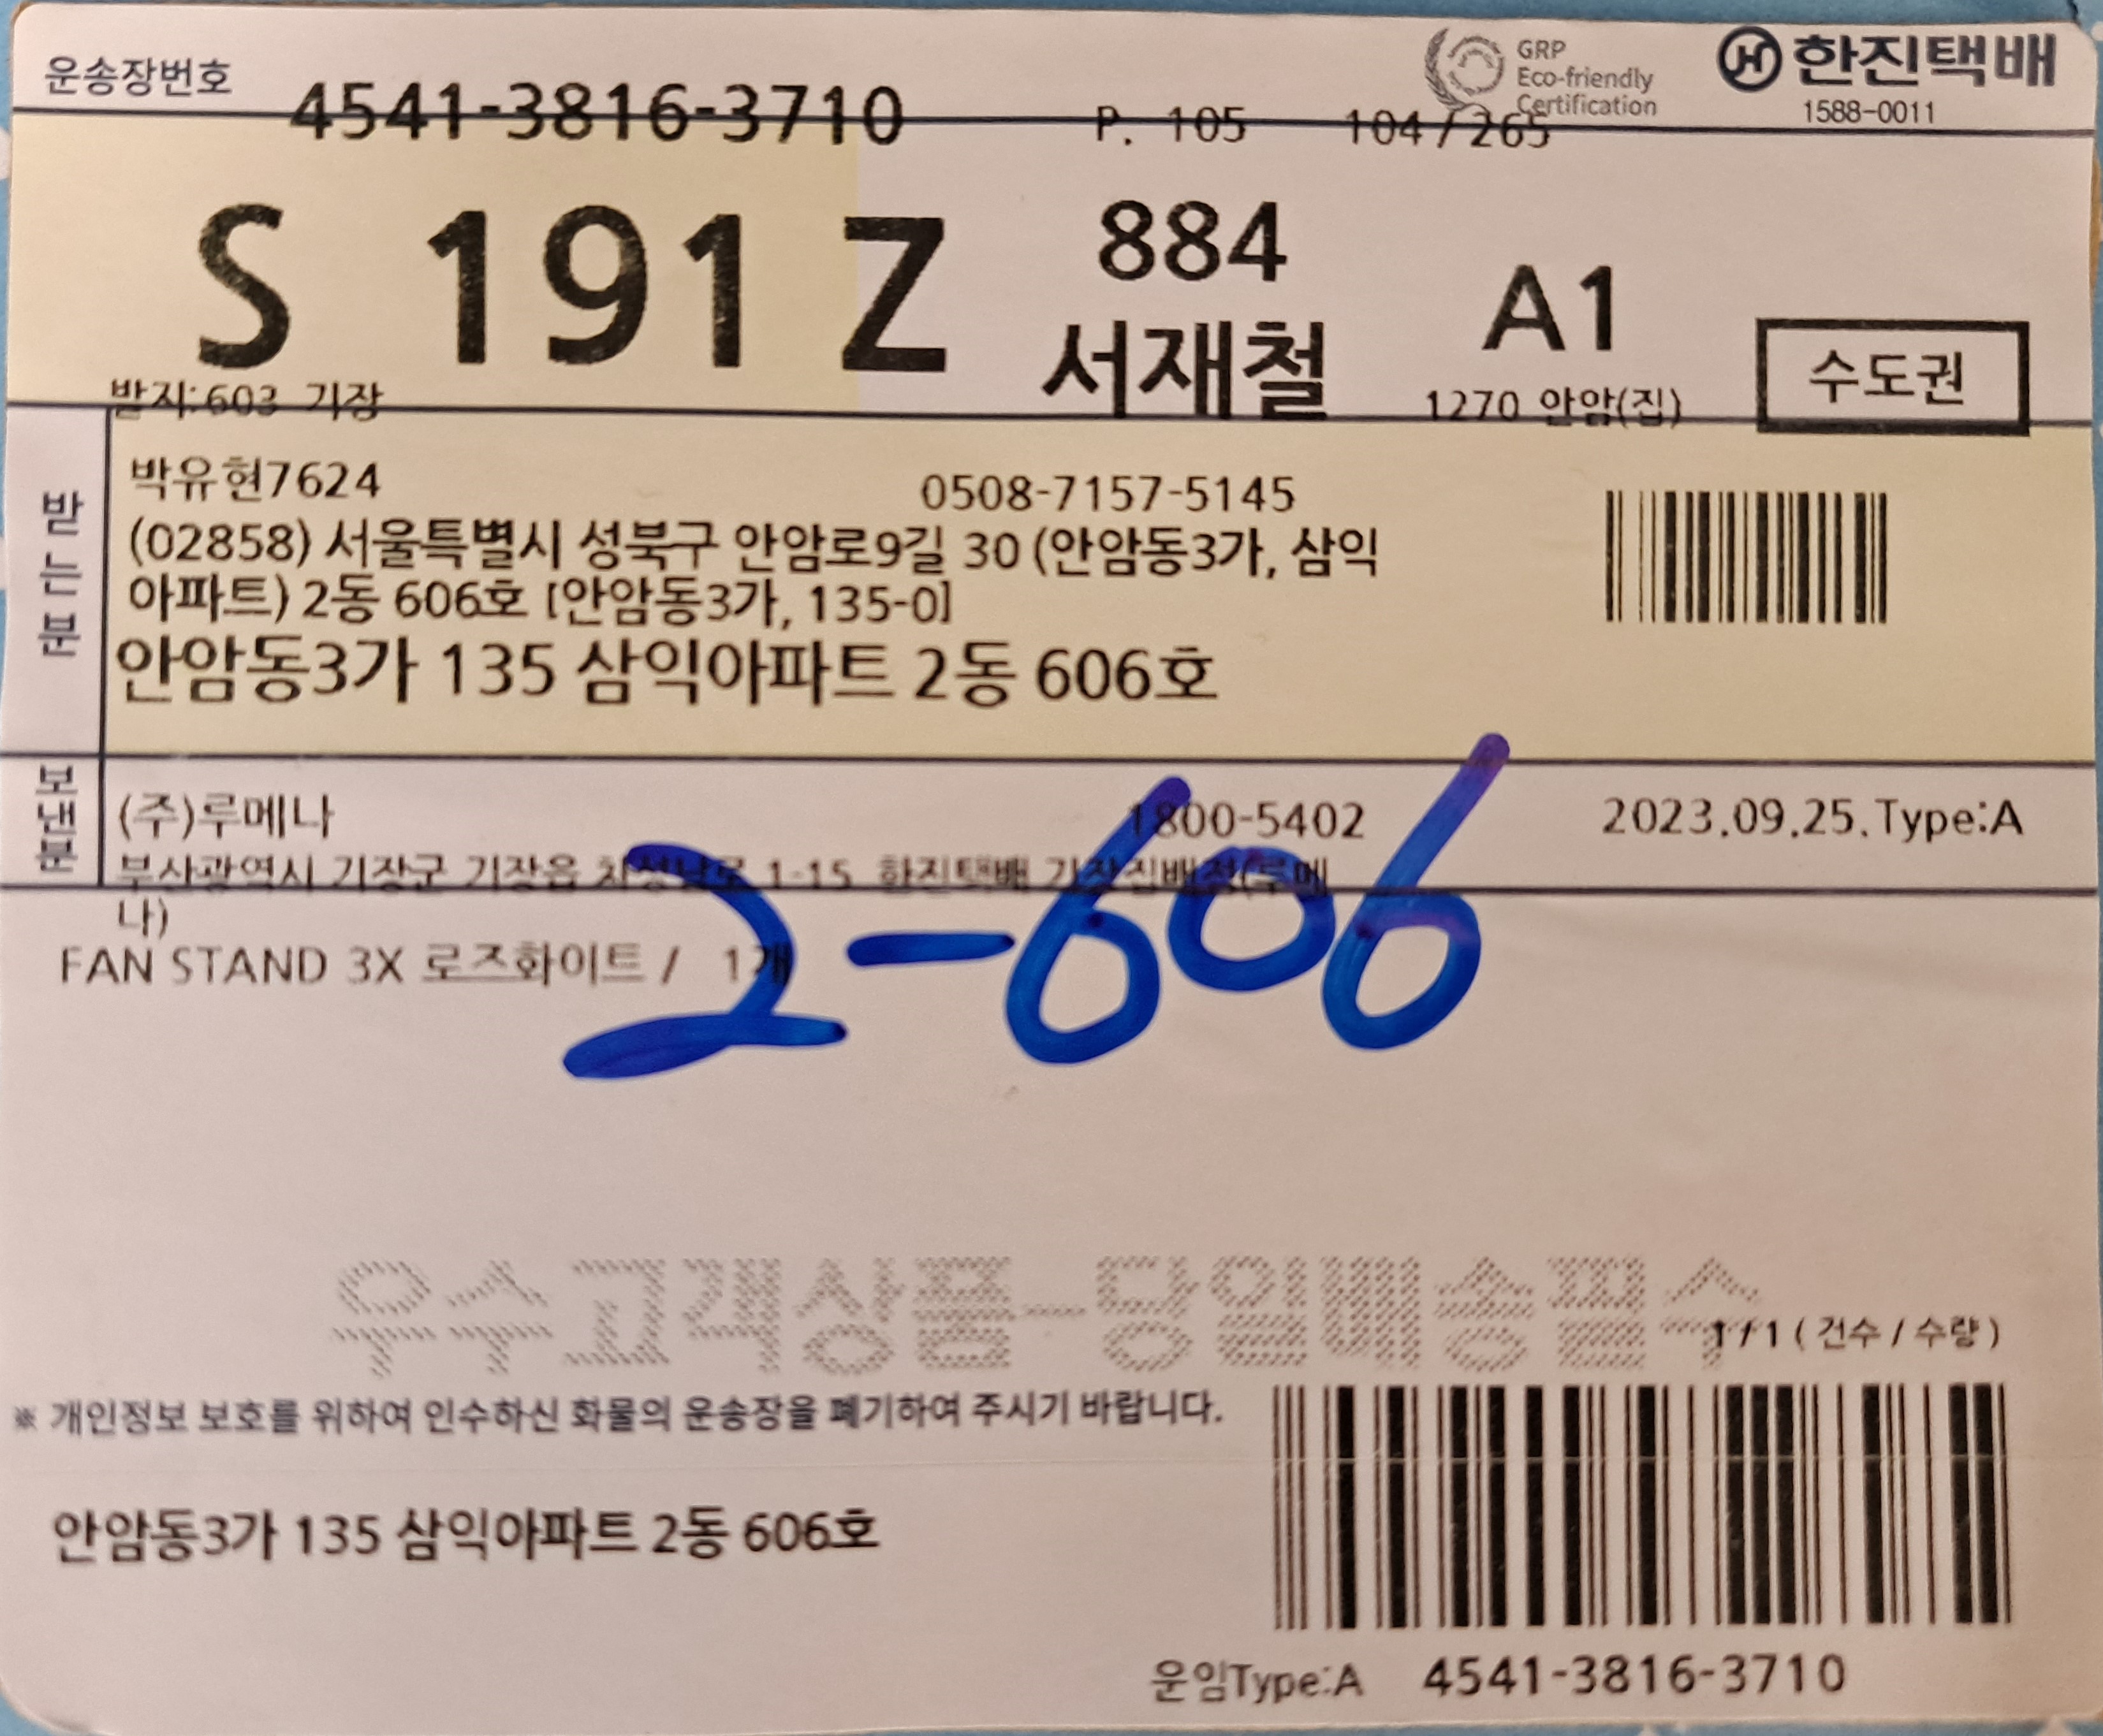 운송장번호 4541-3816-3710 P. 105 104 / 265
GRP
Eco-friendly
Certification
한진택배
1588-0011
S 191 Z 884 A1
서재철
수도권
발지:603 기장 1270 안암(집)
받는분
박유현7624 0508-7157-5145
(02858) 서울특별시 성북구 안암로9길 30 (안암동3가, 삼익
아파트) 2동 606호 [안암동3가, 135-0]
안암동3가 135 삼익아파트 2동 606호
보낸분
(주)루메나 1800-5402 2023.09.25.Type:A
부산광역시 기장군 기장읍 차성남로 1-15 한진택배 기장집배점(루메
나)
FAN STAND 3X 로즈화이트 / 1개
2-606
우수고객상품-당일배송필수
1 / 1 ( 건수 / 수량 )
※ 개인정보 보호를 위하여 인수하신 화물의 운송장을 폐기하여 주시기 바랍니다.
안암동3가 135 삼익아파트 2동 606호
운임Type:A 4541-3816-3710